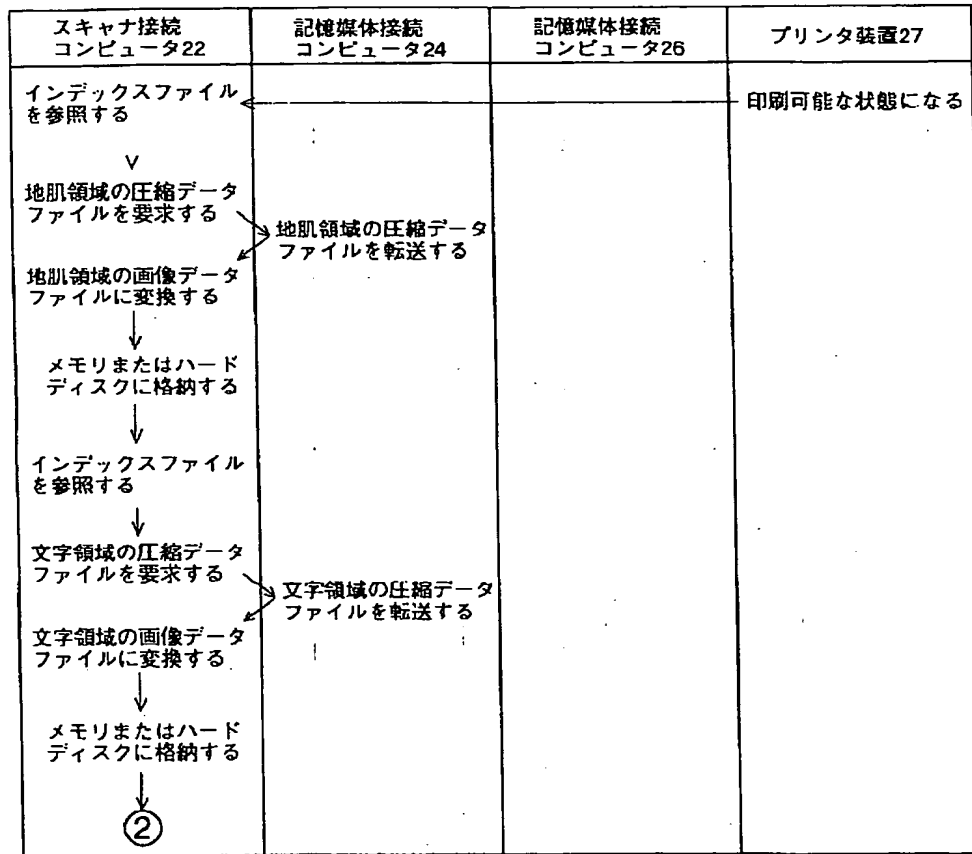 スキャナ接続
コンピュータ22
記憶媒体接続
コンピュータ24
記憶媒体接続
コンピュータ26
プリンタ装置27
インデックスファイル
を参照する
印刷可能な状態になる
地肌領域の圧縮データ
ファイルを要求する
地肌領域の圧縮データ
ファイルを転送する
地肌領域の画像データ
ファイルに変換する
メモリまたはハード
ディスクに格納する
インデックスファイル
を参照する
文字領域の圧縮データ
ファイルを要求する
文字領域の圧縮データ
ファイルを転送する
文字領域の画像データ
ファイルに変換する
メモリまたはハード
ディスクに格納する
②